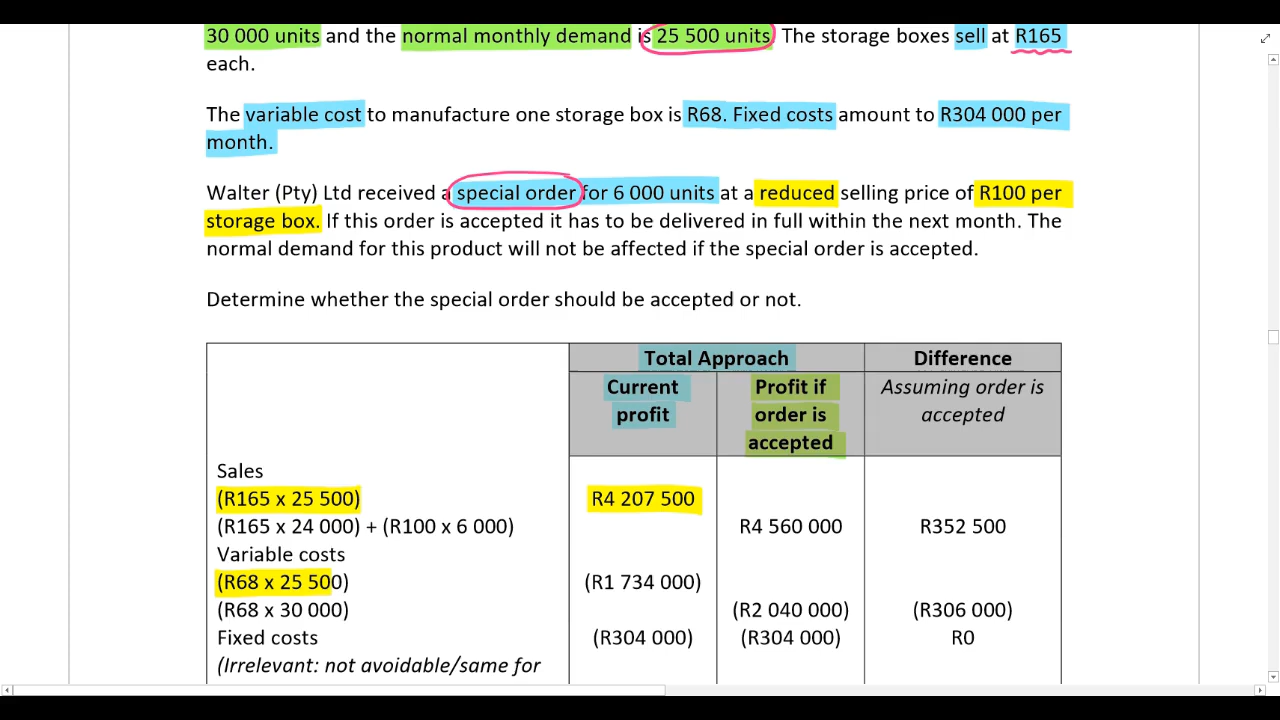 30 000 units and the normal monthly demand is 25 500 units. The storage boxes sell at R165
each.
The variable cost to manufacture one storage box is R68. Fixed costs amount to R304 000 per
month.
Walter (Pty) Ltd received a special order for 6 000 units at a reduced selling price of R100 per
storage box. If this order is accepted it has to be delivered in full within the next month. The
normal demand for this product will not be affected if the special order is accepted.
Determine whether the special order should be accepted or not.
Total Approach Difference
Current profit Profit if order is accepted Assuming order is accepted
Sales
(R165 x 25 500) R4 207 500
(R165 x 24 000) + (R100 x 6 000) R4 560 000 R352 500
Variable costs
(R68 x 25 500) (R1 734 000)
(R68 x 30 000) (R2 040 000) (R306 000)
Fixed costs (R304 000) (R304 000) R0
(Irrelevant: not avoidable/same for